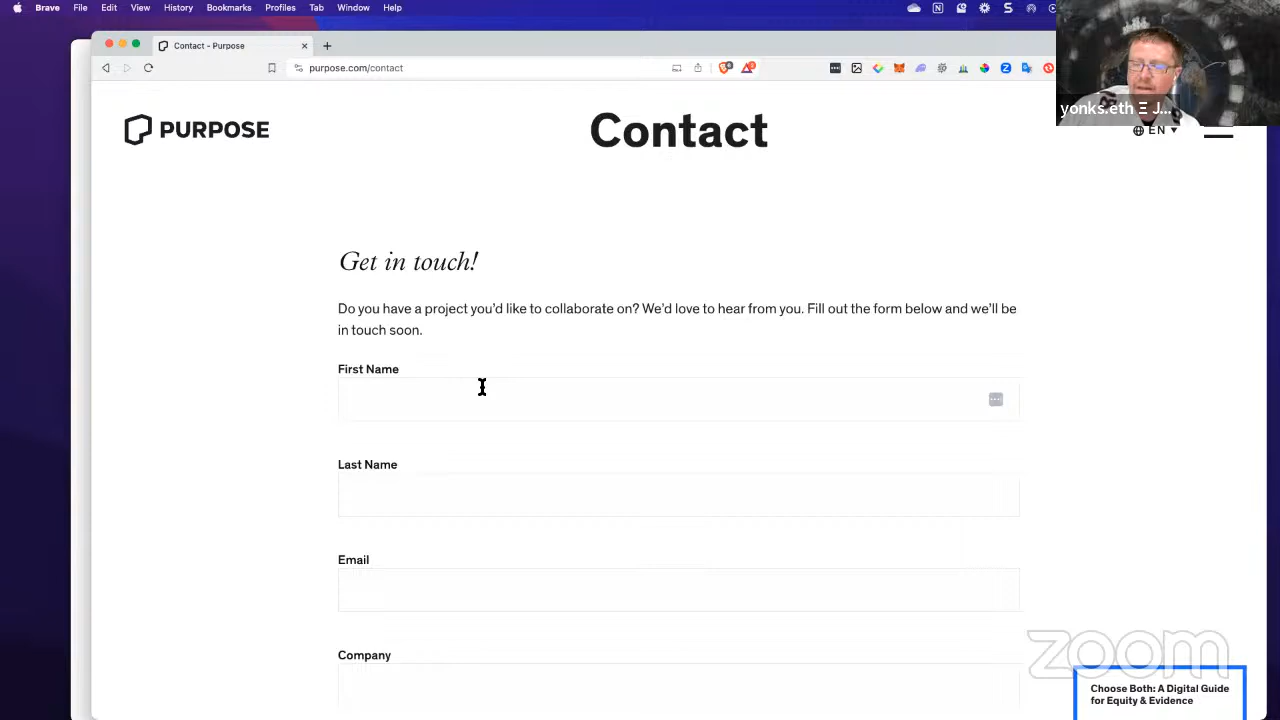 Brave File Edit View History Bookmarks People Tab Window Help
Contact - Purpose
purpose.com/contact
yonks.eth Ξ J...
PURPOSE
Contact
EN
Get in touch!
Do you have a project you'd like to collaborate on? We'd love to hear from you. Fill out the form below and we'll be
in touch soon.
First Name
Last Name
Email
Company
zoom
Choose Both: A Digital Guide
for Equity & Evidence